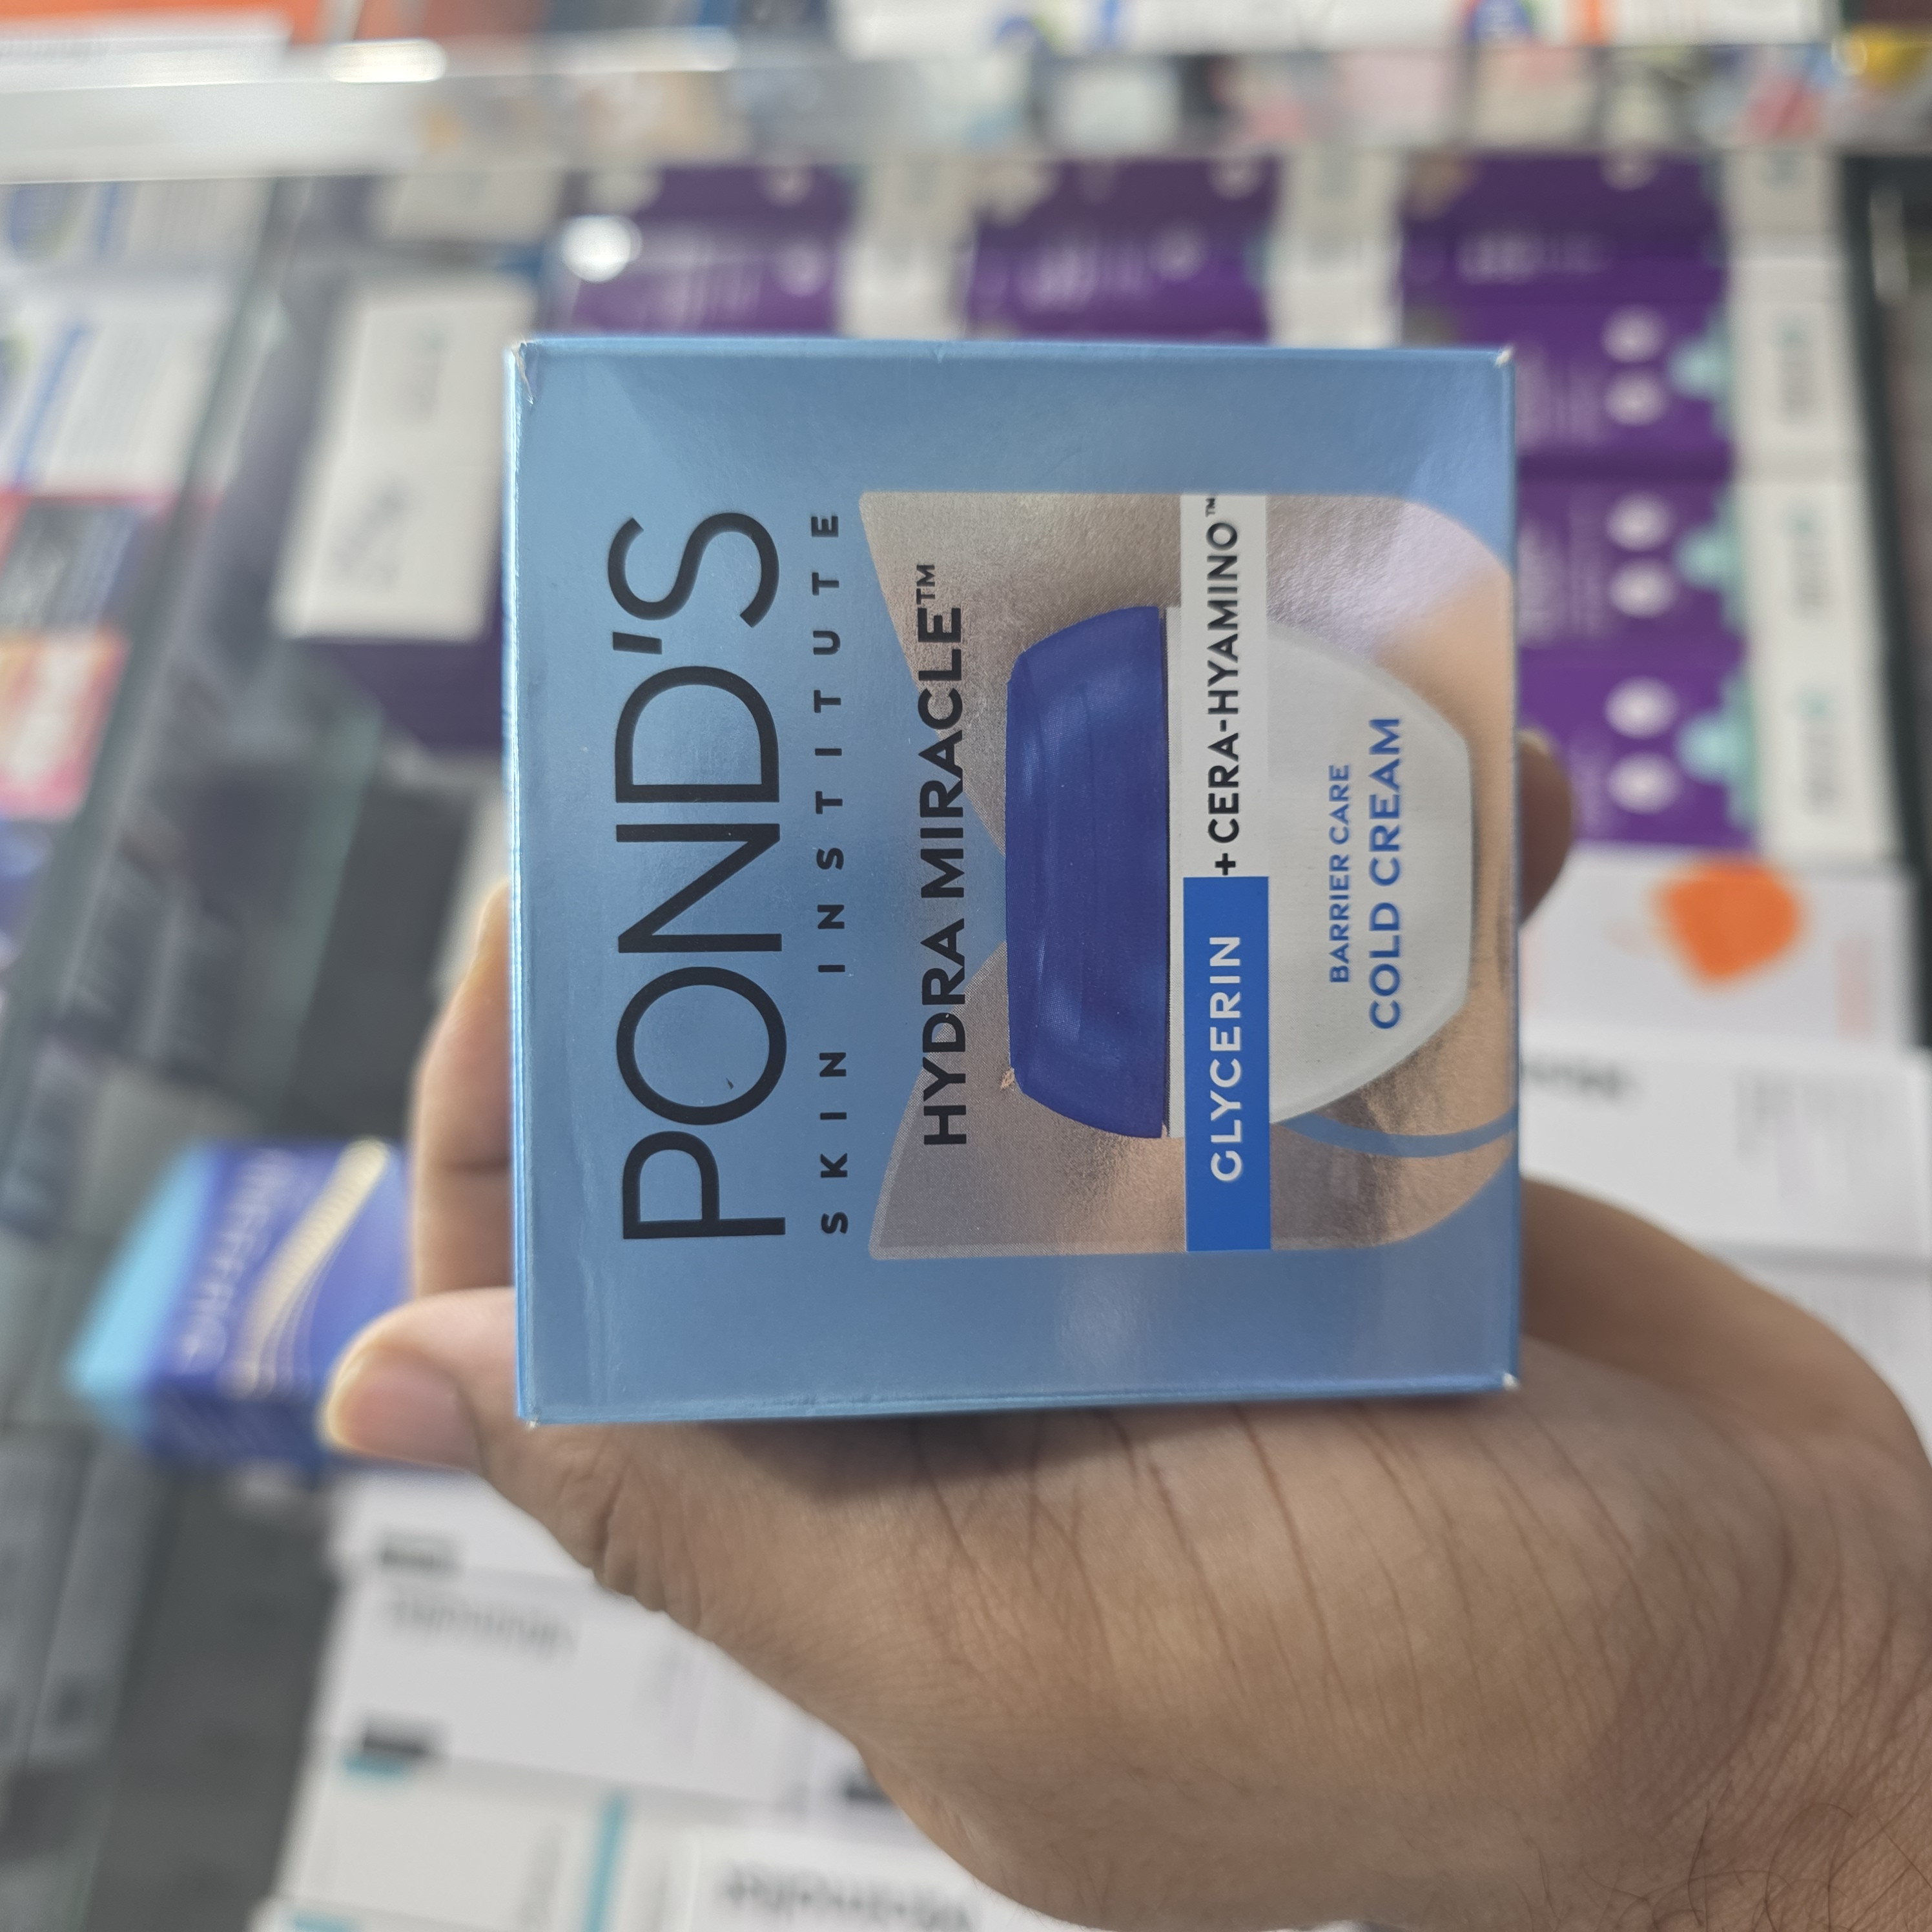 POND'S
SKIN INSTITUTE
HYDRA MIRACLE™
GLYCERIN +CERA-HYAMINO™
BARRIER CARE
COLD CREAM